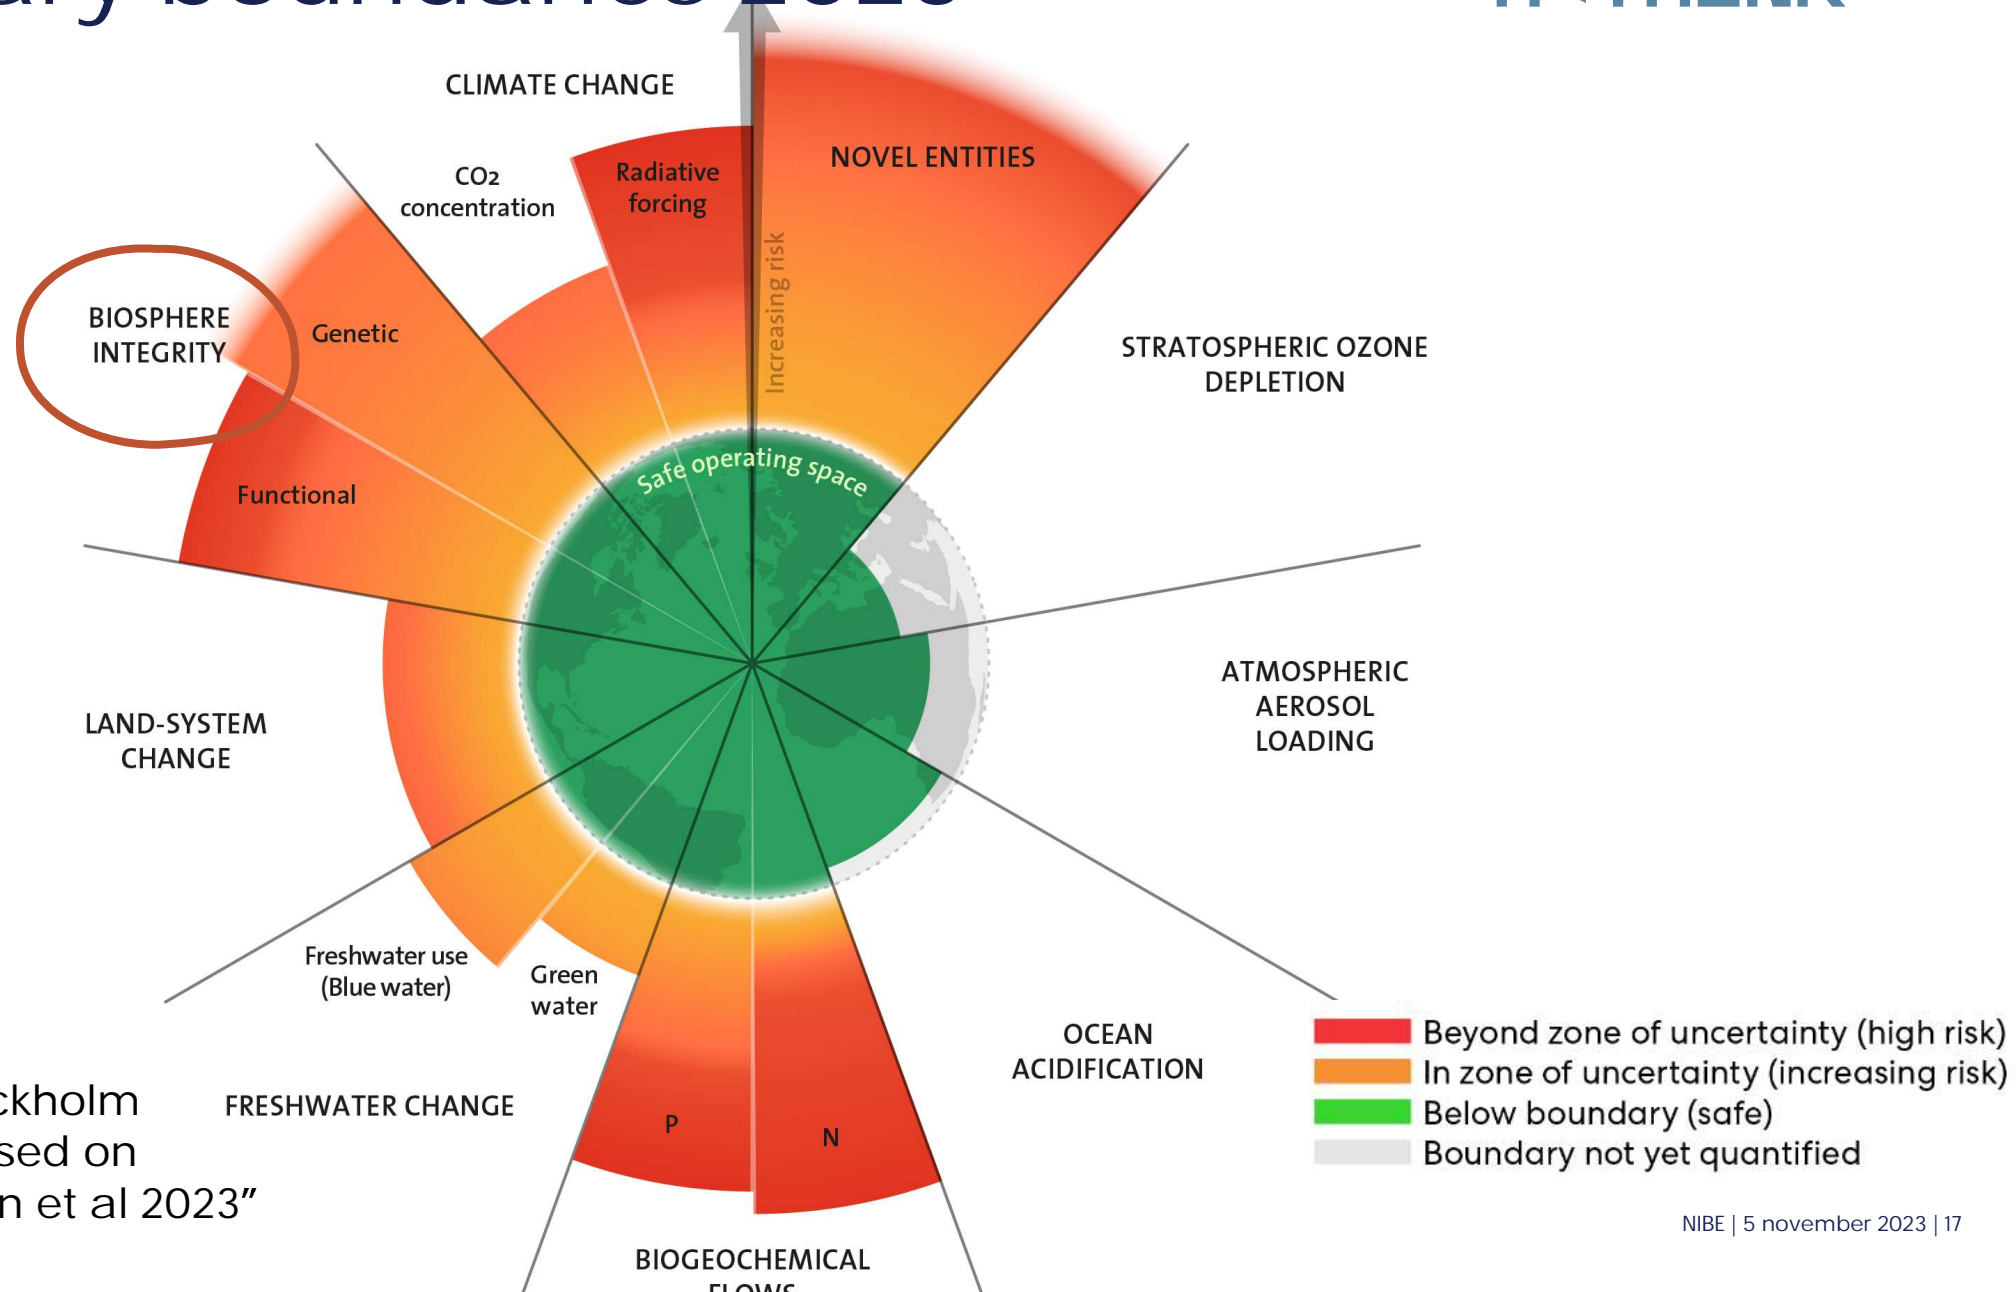 CLIMATE CHANGE
NOVEL ENTITIES
CO2
concentration
Radiative
forcing
Increasing risk
BIOSPHERE
INTEGRITY
Genetic
STRATOSPHERIC OZONE
DEPLETION
Safe operating space
Functional
ATMOSPHERIC
AEROSOL
LOADING
LAND-SYSTEM
CHANGE
Freshwater use
(Blue water)
Green
water
OCEAN
ACIDIFICATION
Beyond zone of uncertainty (high risk)
In zone of uncertainty (increasing risk)
Below boundary (safe)
Boundary not yet quantified
ckholm
sed on
n et al 2023”
FRESHWATER CHANGE
P
N
NIBE | 5 november 2023 | 17
BIOGEOCHEMICAL
FLOWS